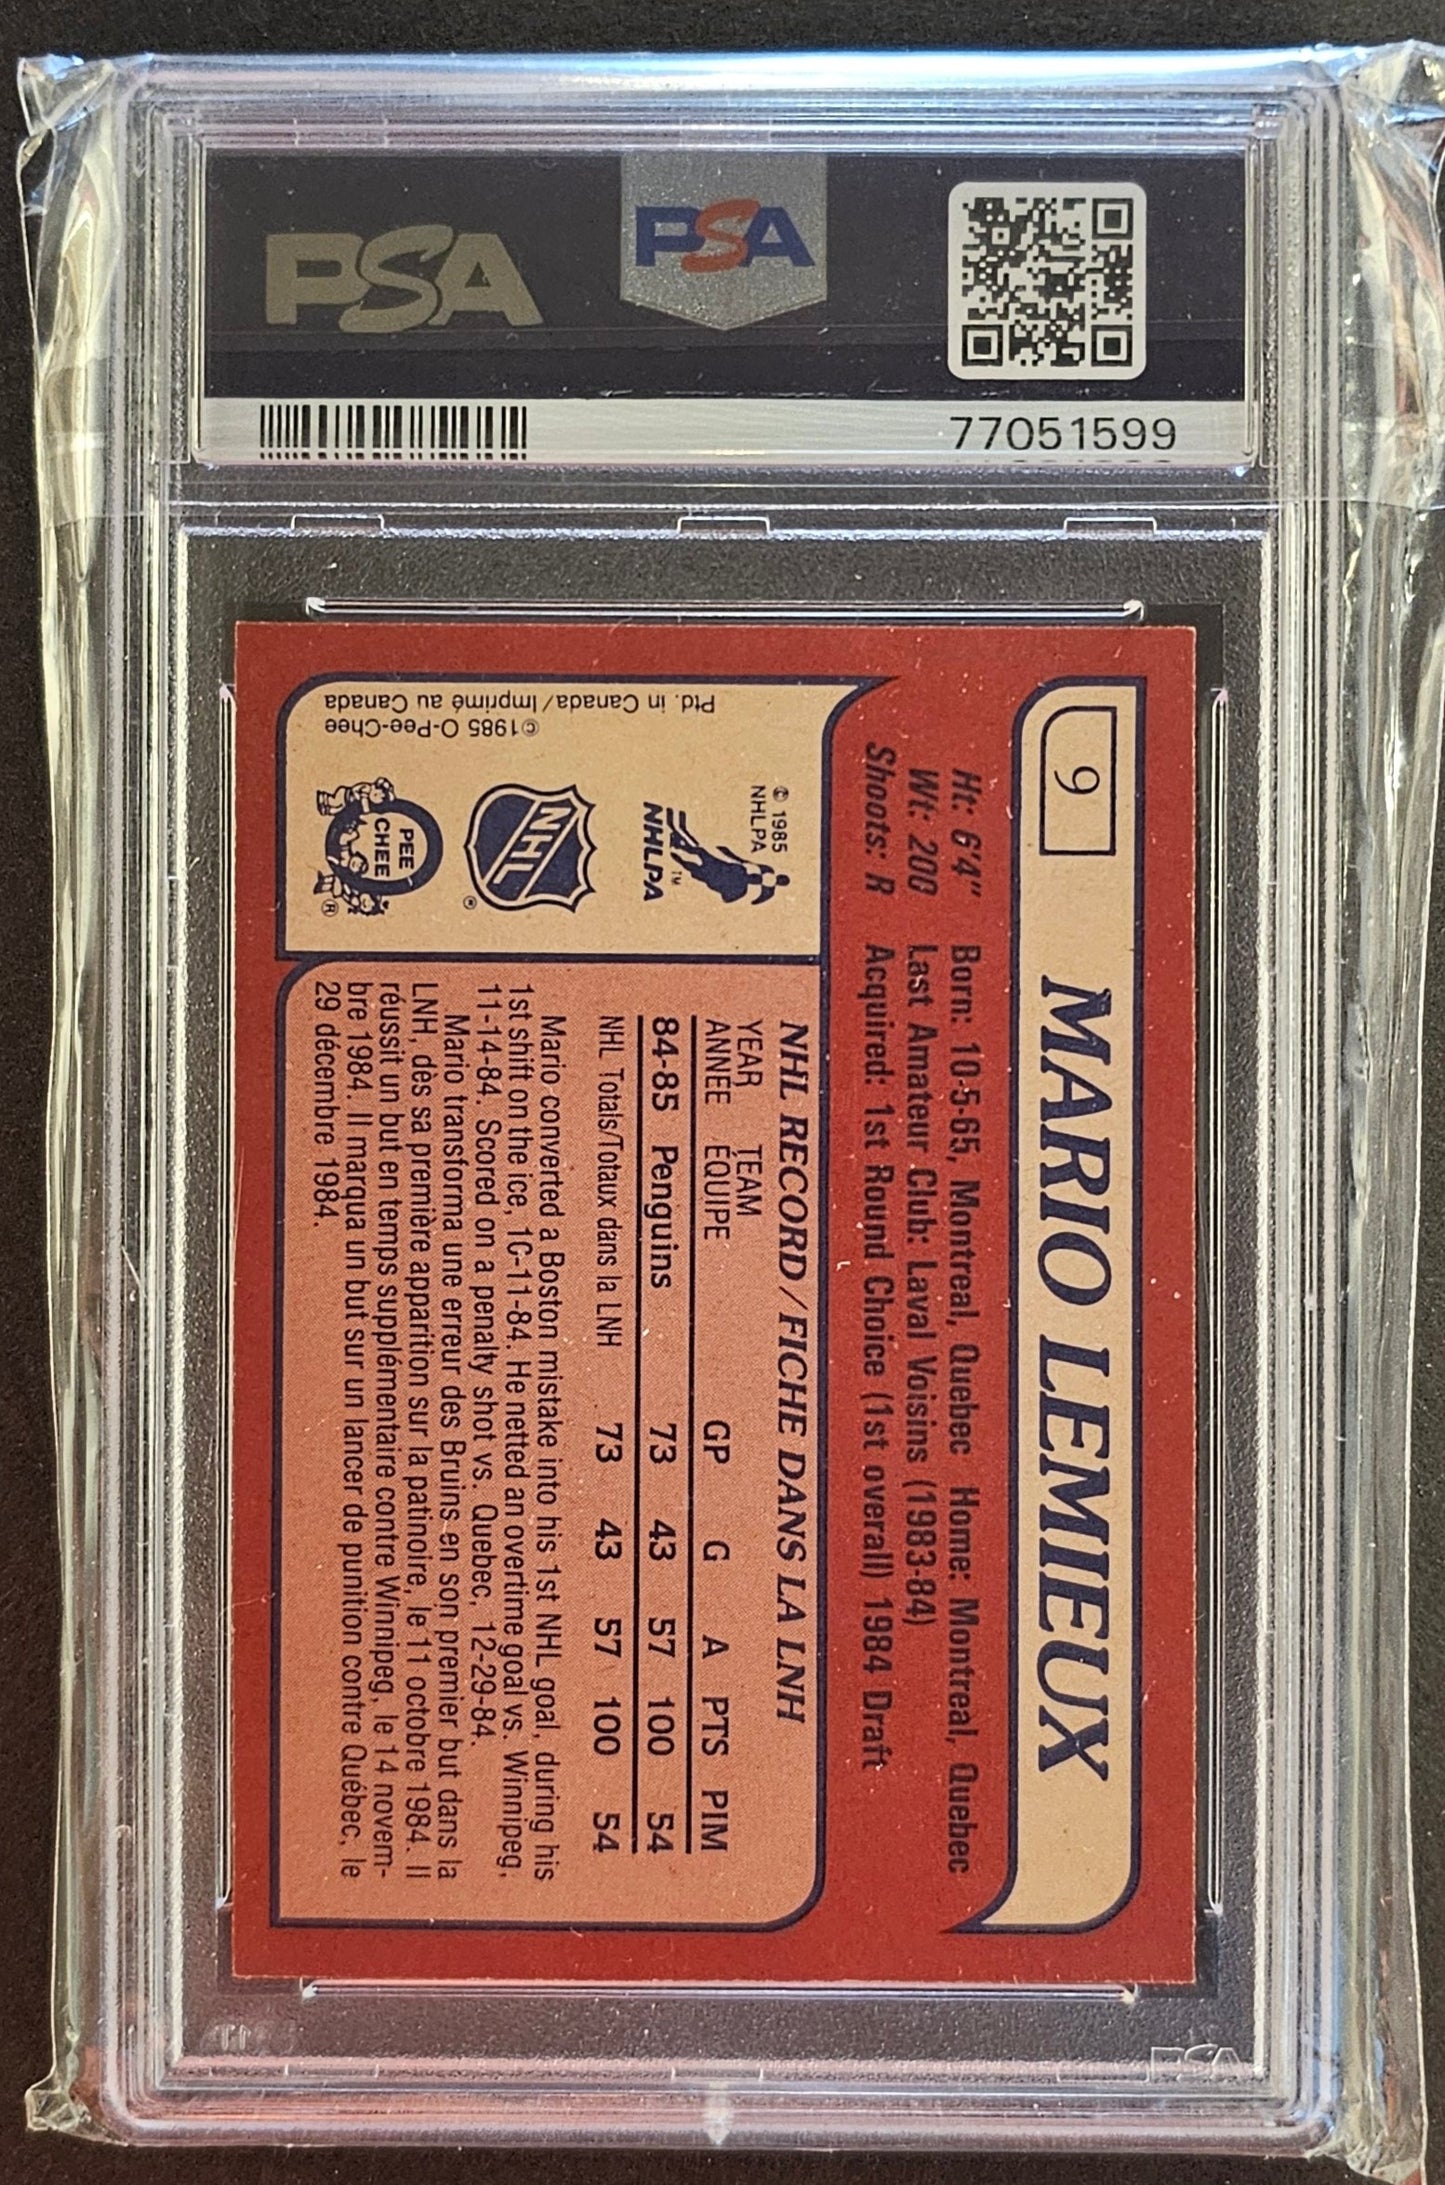 PSA
PSA
77051599
9
MARIO LEMIEUX
Ht: 6'4" Born: 10-5-65, Montreal, Quebec Home: Montreal, Quebec
Wt: 200 Last Amateur Club: Laval Voisins (1983-84)
Shoots: R Acquired: 1st Round Choice (1st overall) 1984 Draft
© 1985
NHLPA
NHLPA
TM
NHL
®
PEE
CHEE
®
©1985 O-Pee-Chee
Ptd. in Canada/Imprimé au Canada
NHL RECORD/FICHE DANS LA LNH
YEAR TEAM
ANNEE ÉQUIPE GP G A PTS PIM
84-85 Penguins 73 43 57 100 54
NHL Totals/Totaux dans la LNH 73 43 57 100 54
Mario converted a Boston mistake into his 1st NHL goal, during his
1st shift on the ice, 1C-11-84. He netted an overtime goal vs. Winnipeg,
11-14-84. Scored on a penalty shot vs. Quebec, 12-29-84.
Mario transforma une erreur des Bruins en son premier but dans la
LNH, dès sa première apparition sur la patinoire, le 11 octobre 1984. Il
réussit un but en temps supplémentaire contre Winnipeg, le 14 novem-
bre 1984. Il marqua un but sur un lancer de punition contre Québec, le
29 décembre 1984.
PSA